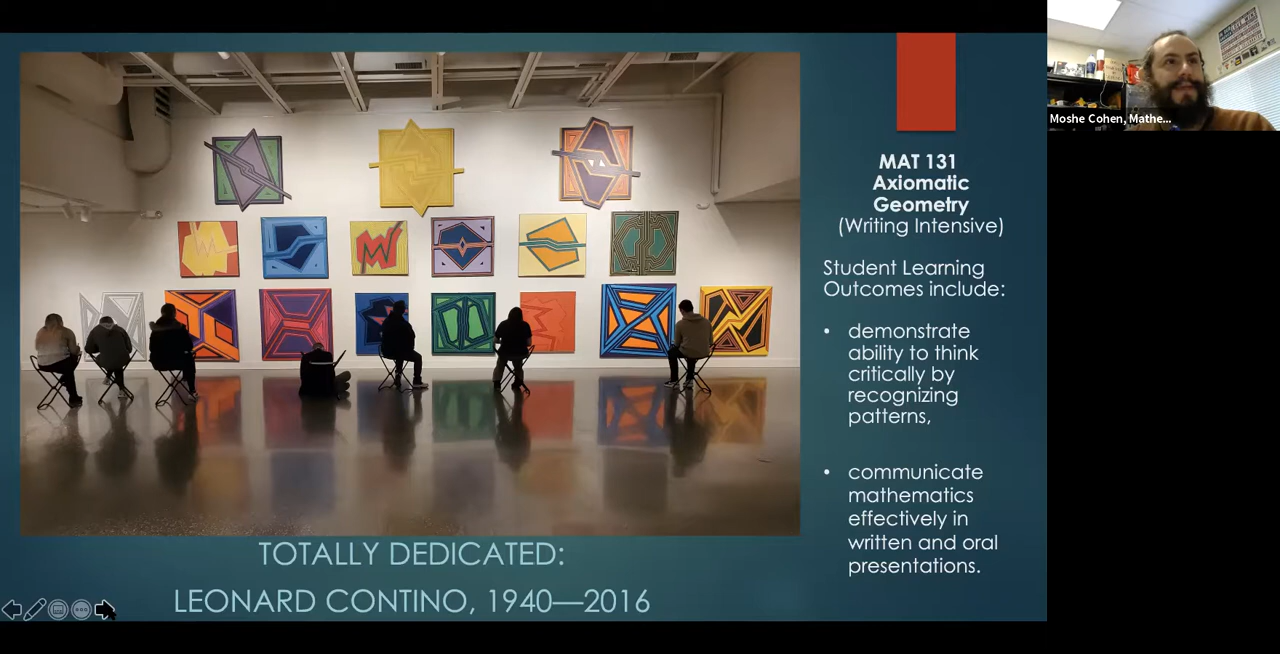 MAT 131
Axiomatic
Geometry
(Writing Intensive)
Student Learning
Outcomes include:
• demonstrate
ability to think
critically by
recognizing
patterns,
• communicate
mathematics
effectively in
written and oral
presentations.
TOTALLY DEDICATED:
LEONARD CONTINO, 1940—2016
Moshe Cohen, Mathe...